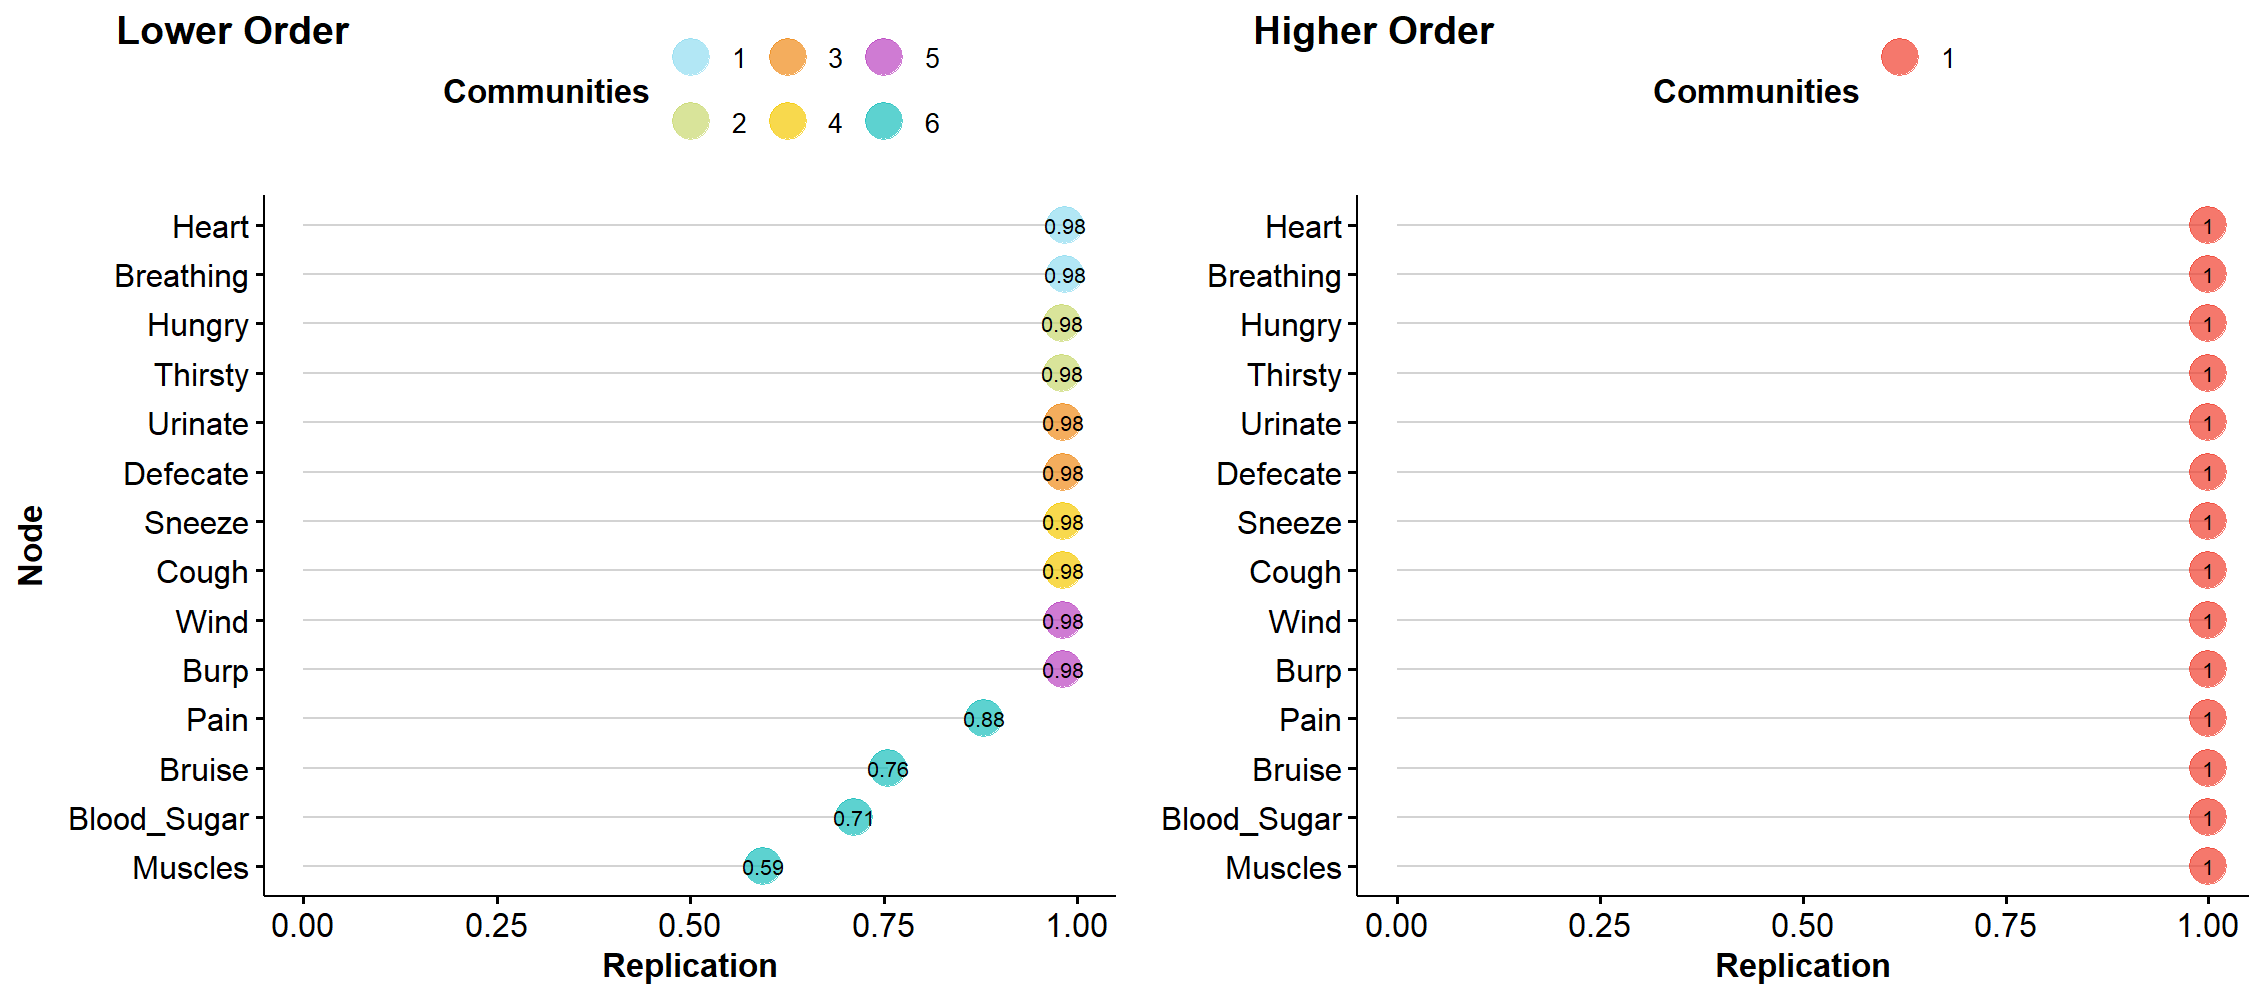 Lower Order
Communities
1 3 5
2 4 6
Heart 0.98
Breathing 0.98
Hungry 0.98
Thirsty 0.98
Urinate 0.98
Defecate 0.98
Sneeze 0.98
Cough 0.98
Wind 0.98
Burp 0.98
Pain 0.88
Bruise 0.76
Blood_Sugar 0.71
Muscles 0.59
Node
0.00 0.25 0.50 0.75 1.00
Replication
Higher Order
Communities
1
Heart 1
Breathing 1
Hungry 1
Thirsty 1
Urinate 1
Defecate 1
Sneeze 1
Cough 1
Wind 1
Burp 1
Pain 1
Bruise 1
Blood_Sugar 1
Muscles 1
0.00 0.25 0.50 0.75 1.00
Replication